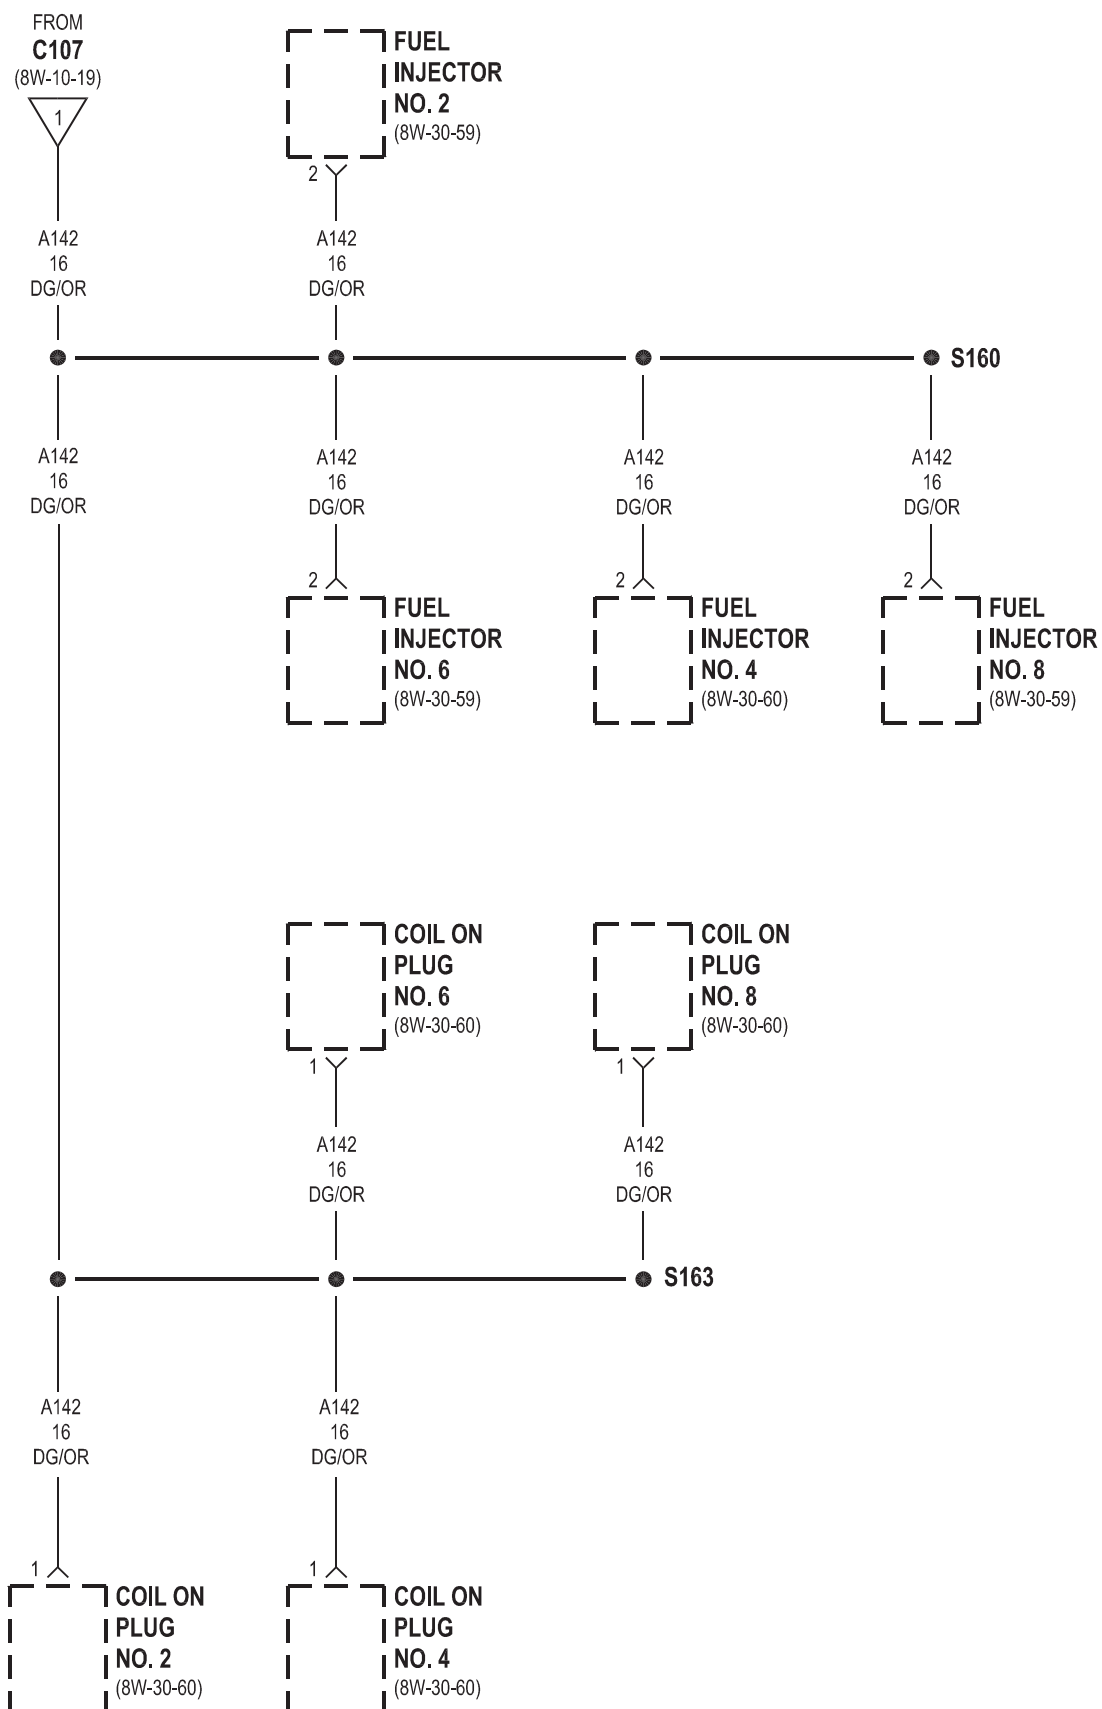 FROM
C107
(8W-10-19)
1
FUEL
INJECTOR
NO. 2
(8W-30-59)
2
A142
16
DG/OR
A142
16
DG/OR
S160
A142
16
DG/OR
A142
16
DG/OR
A142
16
DG/OR
A142
16
DG/OR
2
FUEL
INJECTOR
NO. 6
(8W-30-59)
2
FUEL
INJECTOR
NO. 4
(8W-30-60)
2
FUEL
INJECTOR
NO. 8
(8W-30-59)
COIL ON
PLUG
NO. 6
(8W-30-60)
1
COIL ON
PLUG
NO. 8
(8W-30-60)
1
A142
16
DG/OR
A142
16
DG/OR
S163
A142
16
DG/OR
A142
16
DG/OR
1
COIL ON
PLUG
NO. 2
(8W-30-60)
1
COIL ON
PLUG
NO. 4
(8W-30-60)